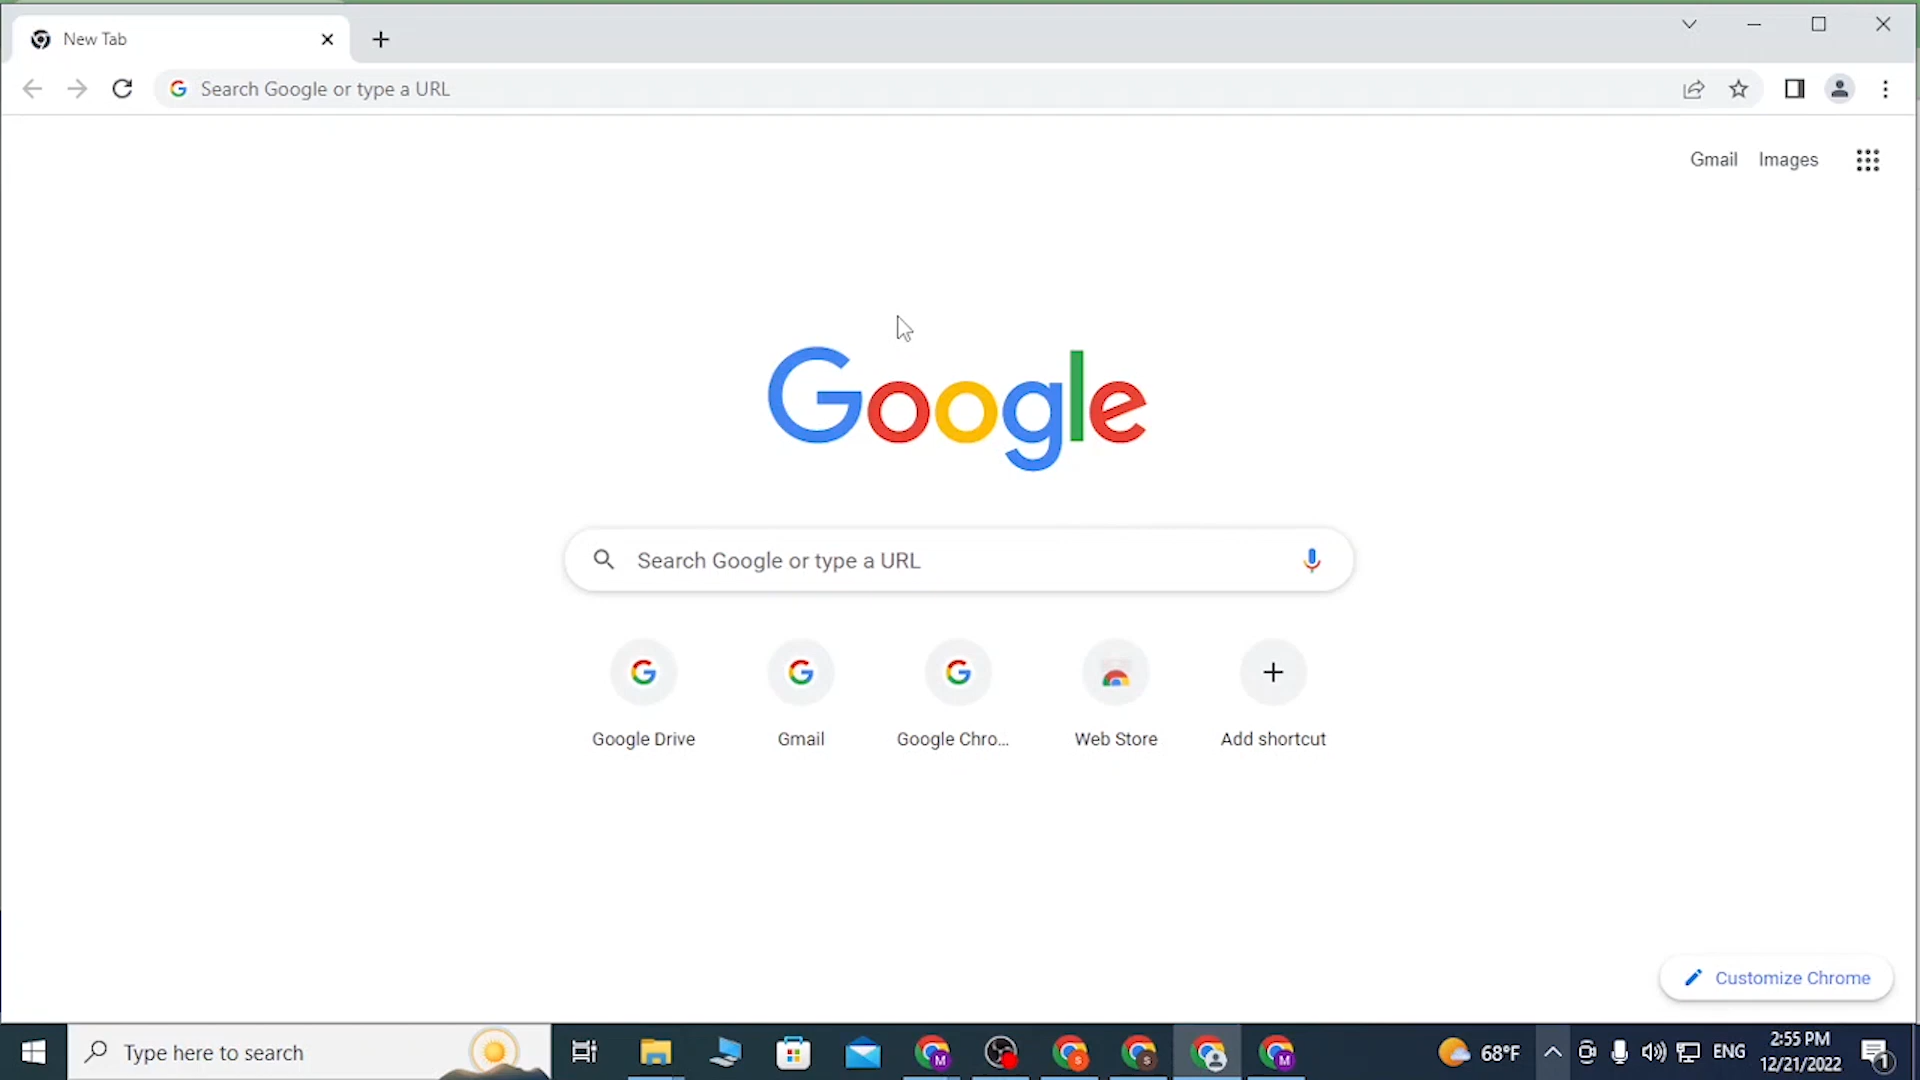 New Tab
Search Google or type a URL
Gmail Images
Google
Search Google or type a URL
Google Drive Gmail Google Chro... Web Store Add shortcut
Customize Chrome
Type here to search
68°F ENG
2:55 PM
12/21/2022
1